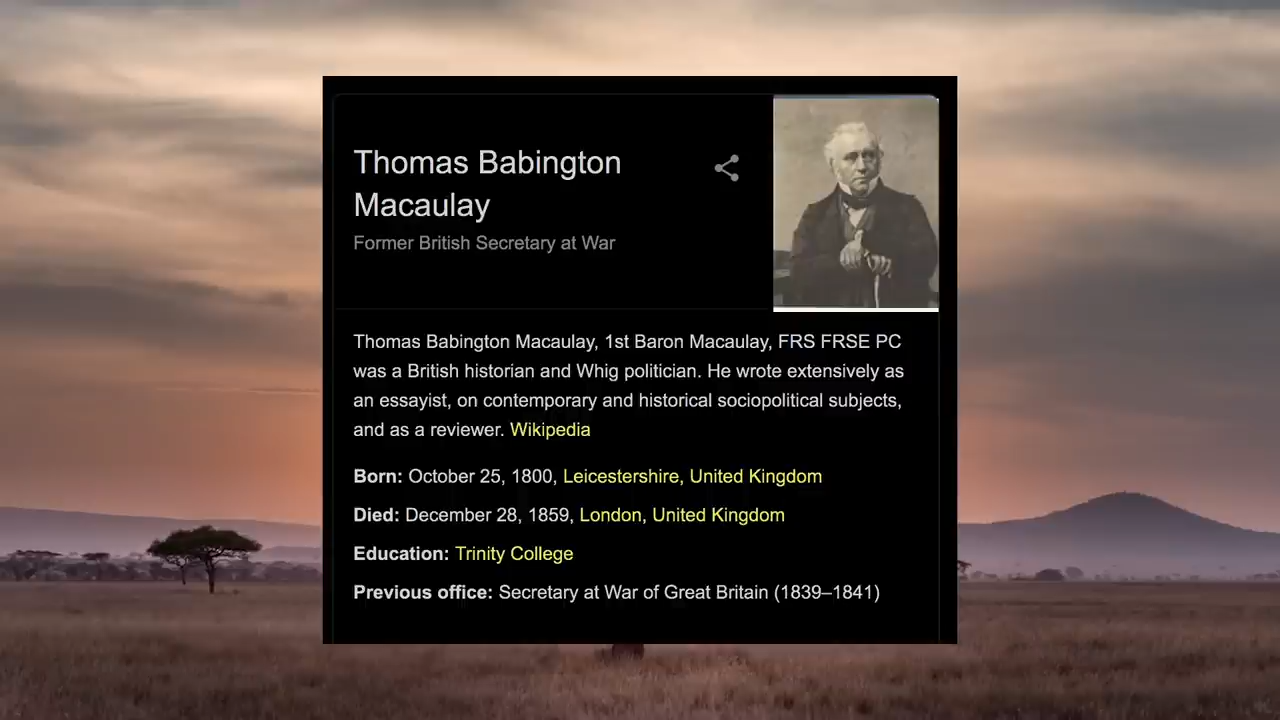 Thomas Babington
Macaulay
Former British Secretary at War
Thomas Babington Macaulay, 1st Baron Macaulay, FRS FRSE PC
was a British historian and Whig politician. He wrote extensively as
an essayist, on contemporary and historical sociopolitical subjects,
and as a reviewer. Wikipedia
Born: October 25, 1800, Leicestershire, United Kingdom
Died: December 28, 1859, London, United Kingdom
Education: Trinity College
Previous office: Secretary at War of Great Britain (1839–1841)